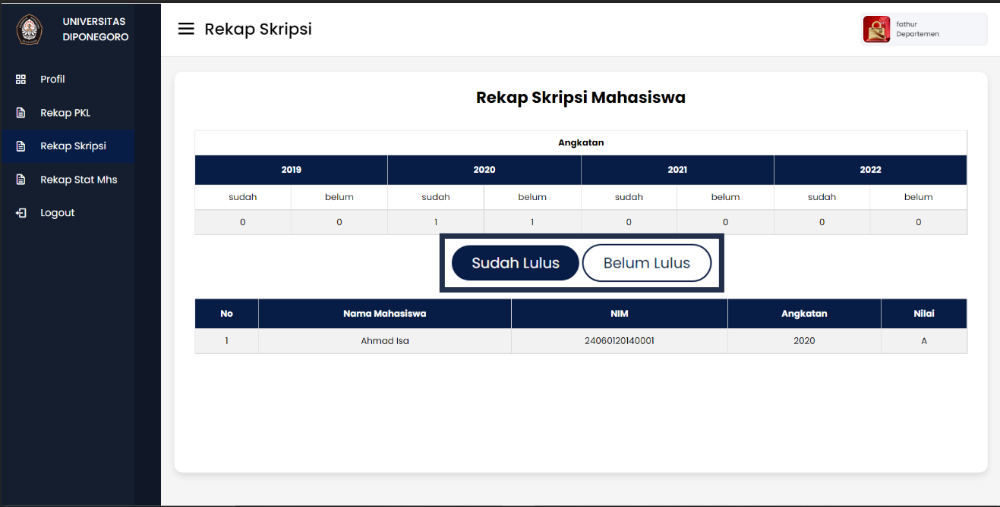 UNIVERSITAS
DIPONEGORO
Profil
Rekap PKL
Rekap Skripsi
Rekap Stat Mhs
Logout
Rekap Skripsi
fathur
Departemen
Rekap Skripsi Mahasiswa
Angkatan
2019 2020 2021 2022
sudah belum sudah belum sudah belum sudah belum
0 0 1 1 0 0 0 0
Sudah Lulus Belum Lulus
No Nama Mahasiswa NIM Angkatan Nilai
1 Ahmad Isa 24060120140001 2020 A